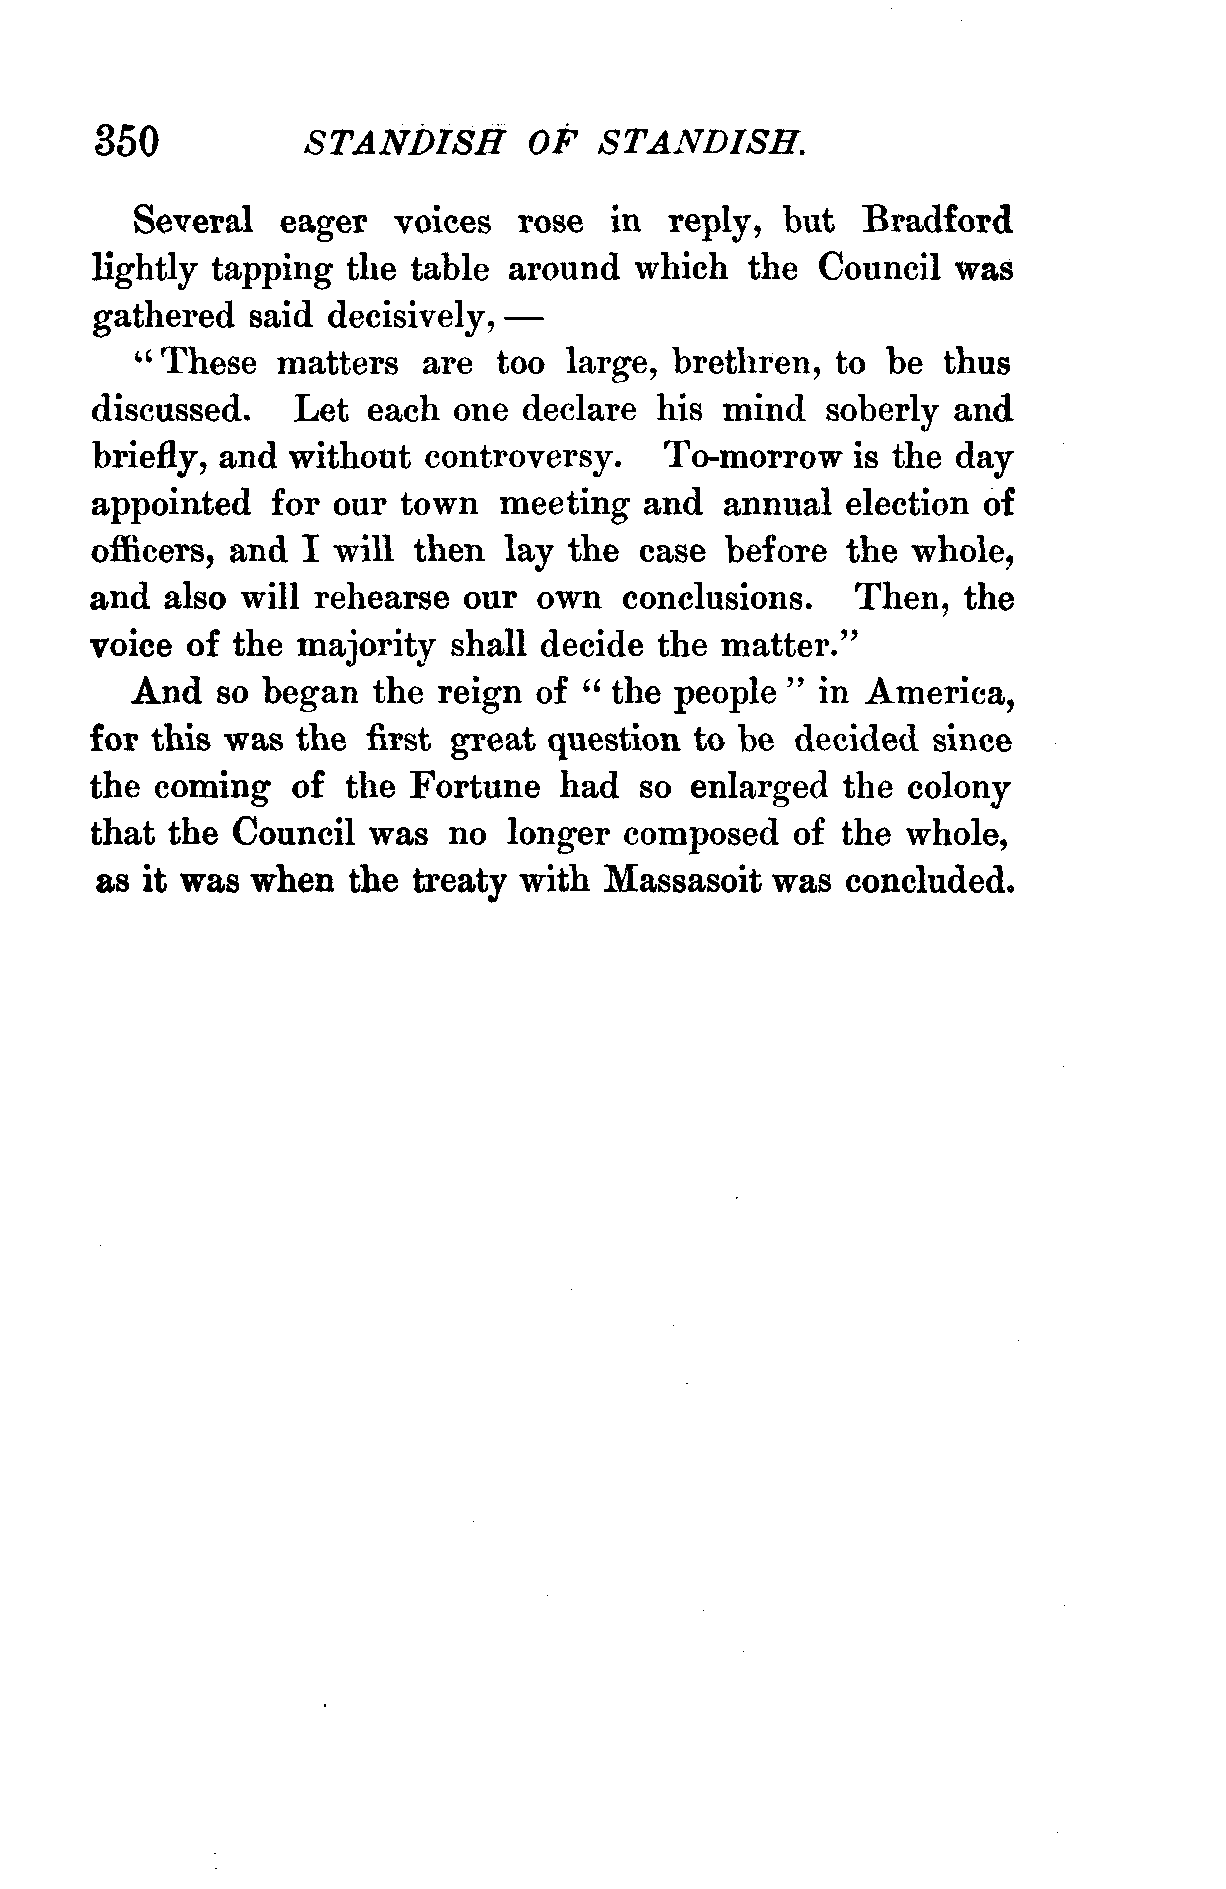 350 STANDISH OF STANDISH.
Several eager voices rose in reply, but Bradford
lightly tapping the table around which the Council was
gathered said decisively, —
“These matters are too large, brethren, to be thus
discussed. Let each one declare his mind soberly and
briefly, and without controversy. To-morrow is the day
appointed for our town meeting and annual election of
officers, and I will then lay the case before the whole,
and also will rehearse our own conclusions. Then, the
voice of the majority shall decide the matter.”
And so began the reign of “ the people ” in America,
for this was the first great question to be decided since
the coming of the Fortune had so enlarged the colony
that the Council was no longer composed of the whole,
as it was when the treaty with Massasoit was concluded.